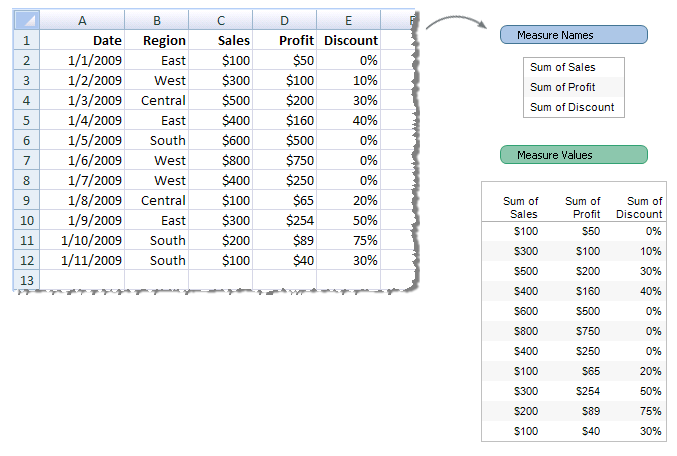 A B C D E
1 Date Region Sales Profit Discount
2 1/1/2009 East $100 $50 0%
3 1/2/2009 West $300 $100 10%
4 1/3/2009 Central $500 $200 30%
5 1/4/2009 East $400 $160 40%
6 1/5/2009 South $600 $500 0%
7 1/6/2009 West $800 $750 0%
8 1/7/2009 West $400 $250 0%
9 1/8/2009 Central $100 $65 20%
10 1/9/2009 East $300 $254 50%
11 1/10/2009 South $200 $89 75%
12 1/11/2009 South $100 $40 30%
13
Measure Names
Sum of Sales
Sum of Profit
Sum of Discount
Measure Values
Sum of Sum of Sum of
Sales Profit Discount
$100 $50 0%
$300 $100 10%
$500 $200 30%
$400 $160 40%
$600 $500 0%
$800 $750 0%
$400 $250 0%
$100 $65 20%
$300 $254 50%
$200 $89 75%
$100 $40 30%